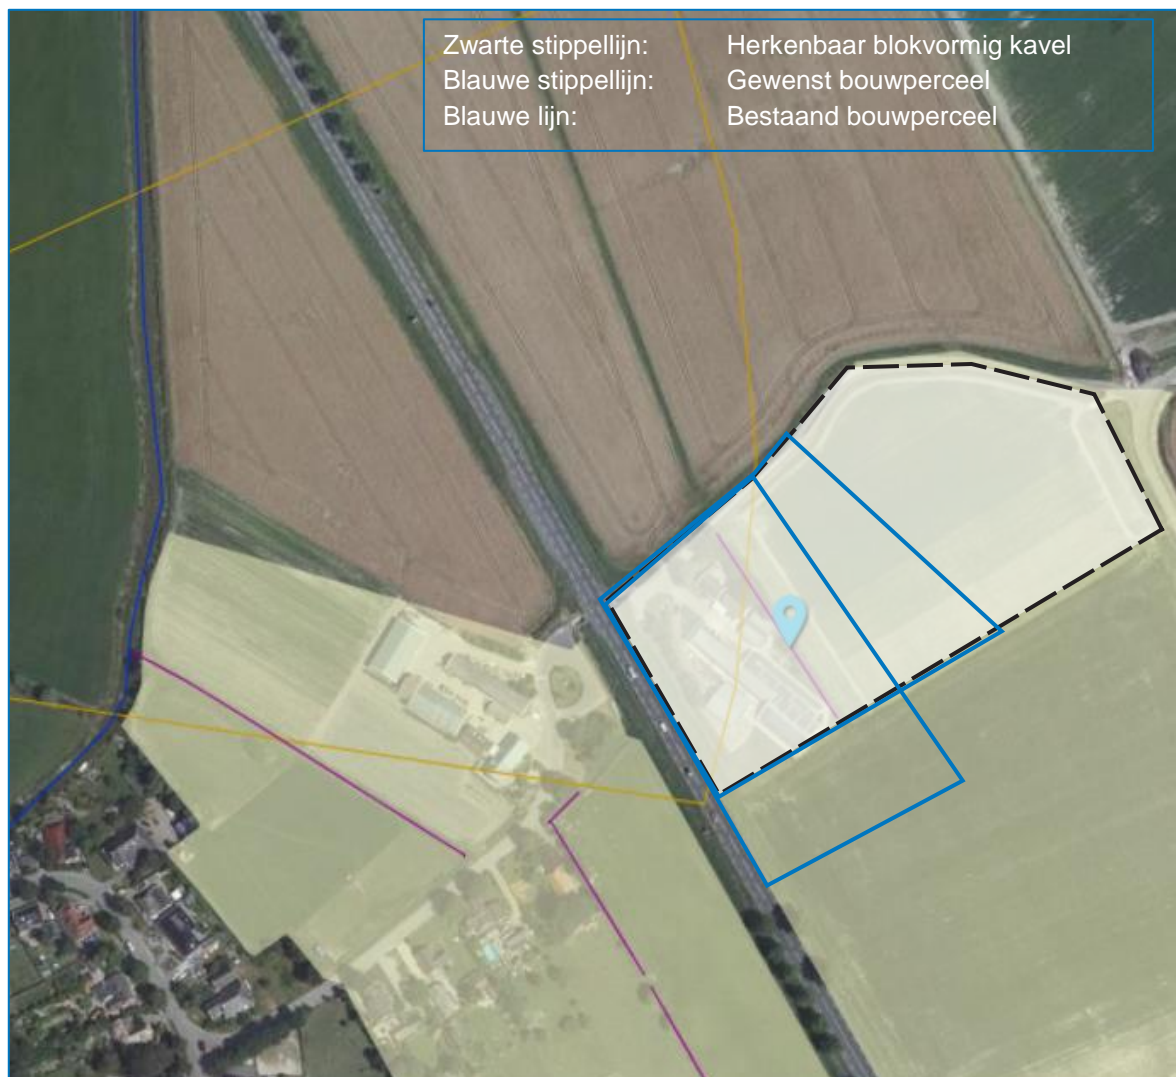 Zwarte stippellijn: Herkenbaar blokvormig kavel
Blauwe stippellijn: Gewenst bouwperceel
Blauwe lijn: Bestaand bouwperceel